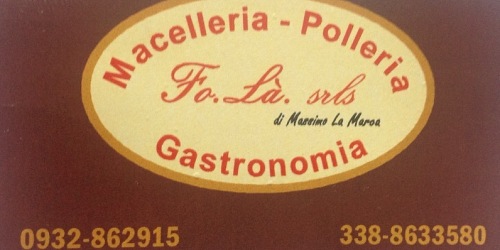 Macelleria - Polleria
Fo. Là. srls
di Massimo La Marca
Gastronomia
0932-862915
338-8633580